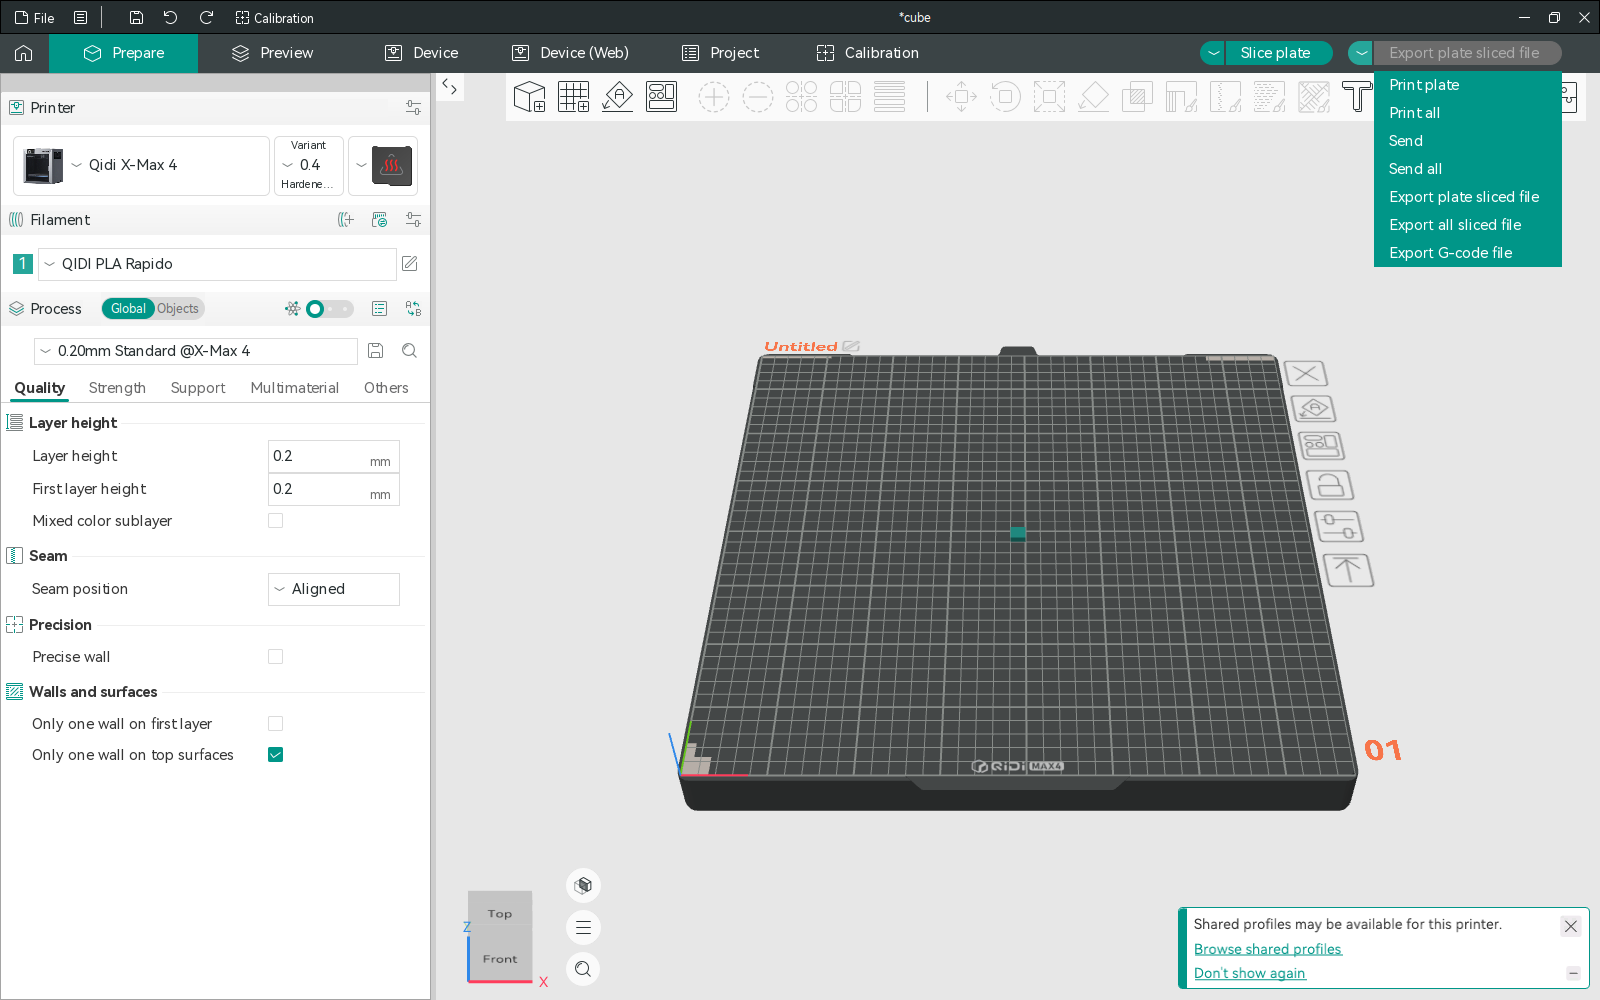 File
Calibration
*cube
Prepare
Preview
Device
Device (Web)
Project
Calibration
Slice plate
Export plate sliced file
Print plate
Print all
Send
Send all
Export plate sliced file
Export all sliced file
Export G-code file
Printer
Qidi X-Max 4
Variant
0.4
Hardene...
Filament
1
QIDI PLA Rapido
Process
Global
Objects
0.20mm Standard @X-Max 4
Quality
Strength
Support
Multimaterial
Others
Layer height
Layer height
0.2
mm
First layer height
0.2
mm
Mixed color sublayer
Seam
Seam position
Aligned
Precision
Precise wall
Walls and surfaces
Only one wall on first layer
Only one wall on top surfaces
Untitled
QIDI MAX4
01
Top
Front
Z
X
Shared profiles may be available for this printer.
Browse shared profiles
Don't show again